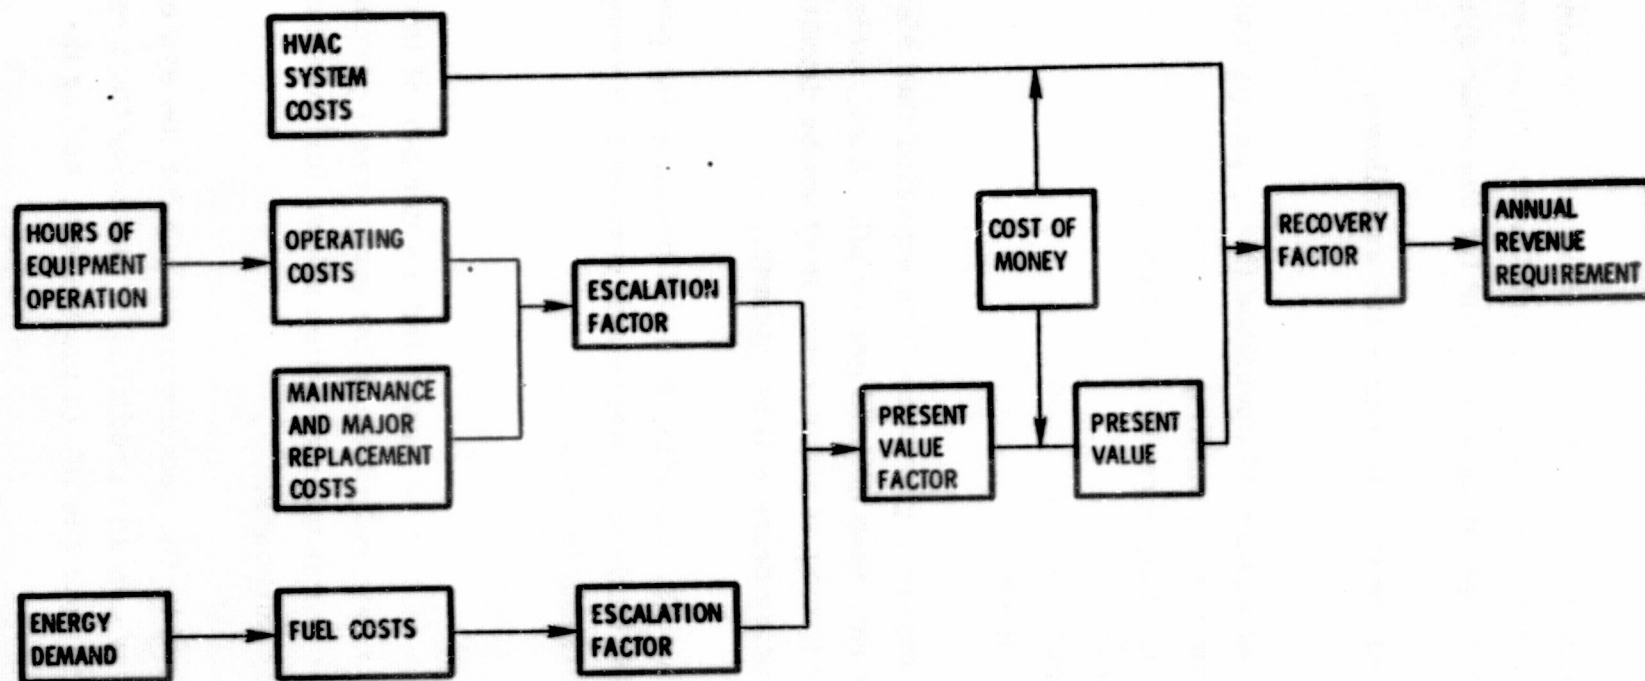 HVAC
SYSTEM
COSTS
HOURS OF
EQUIPMENT
OPERATION
OPERATING
COSTS
MAINTENANCE
AND MAJOR
REPLACEMENT
COSTS
ESCALATION
FACTOR
ENERGY
DEMAND
FUEL COSTS
ESCALATION
FACTOR
PRESENT
VALUE
FACTOR
COST OF
MONEY
PRESENT
VALUE
RECOVERY
FACTOR
ANNUAL
REVENUE
REQUIREMENT